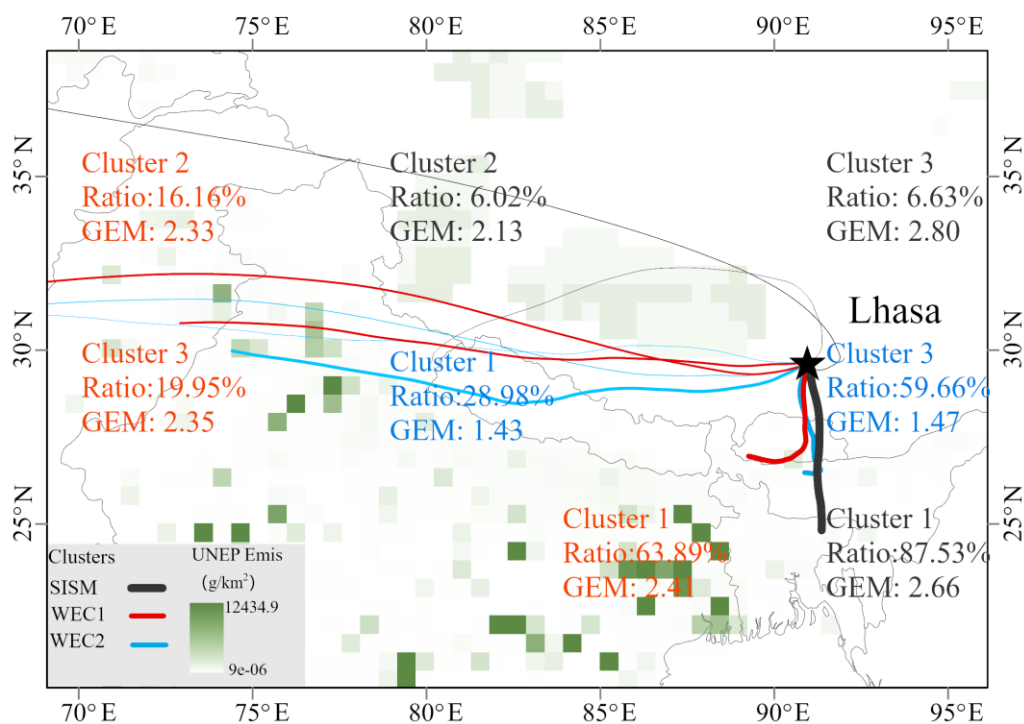 70° E 75° E 80° E 85° E 90° E 95° E
35° N
35° N
Cluster 2
Ratio:16.16%
GEM: 2.33
Cluster 2
Ratio: 6.02%
GEM: 2.13
Cluster 3
Ratio: 6.63%
GEM: 2.80
Lhasa
30° N
30° N
Cluster 3
Ratio:19.95%
GEM: 2.35
Cluster 1
Ratio:28.98%
GEM: 1.43
Cluster 3
Ratio:59.66%
GEM: 1.47
25° N
25° N
Cluster 1
Ratio:63.89%
GEM: 2.41
Cluster 1
Ratio:87.53%
GEM: 2.66
Clusters
SISM
WEC1
WEC2
UNEP Emis
(g/km²)
12434.9
9e-06
70° E 75° E 80° E 85° E 90° E 95° E